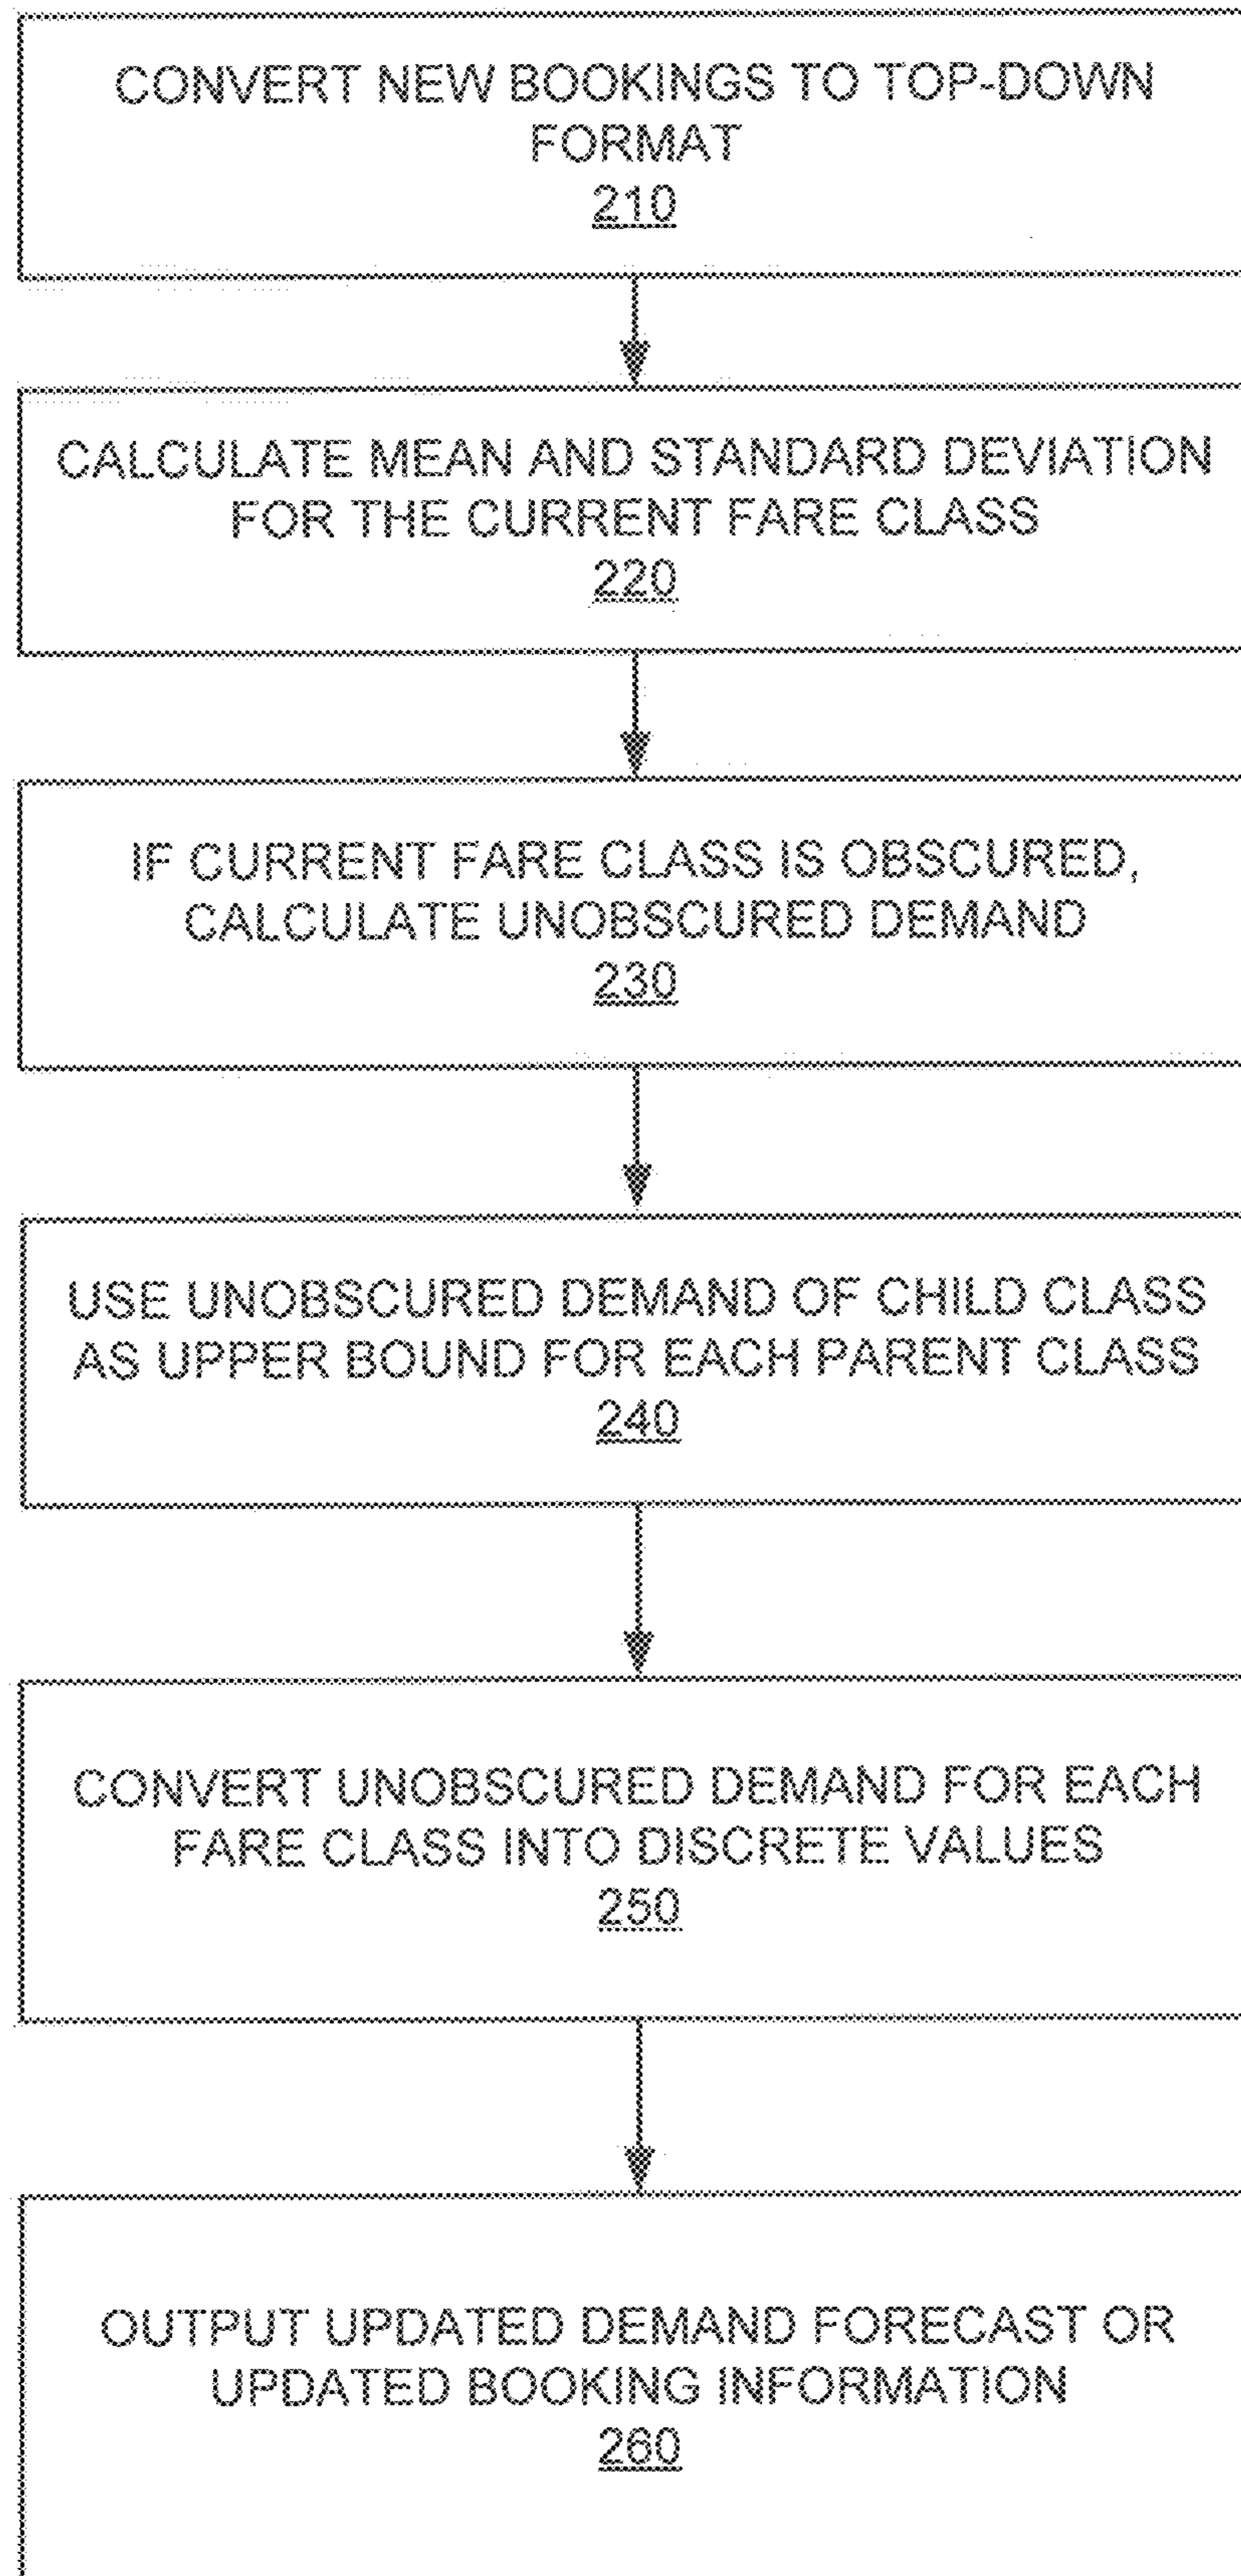 CONVERT NEW BOOKINGS TO TOP-DOWN
FORMAT
210
CALCULATE MEAN AND STANDARD DEVIATION
FOR THE CURRENT FARE CLASS
220
IF CURRENT FARE CLASS IS OBSCURED,
CALCULATE UNOBSCURED DEMAND
230
USE UNOBSCURED DEMAND OF CHILD CLASS
AS UPPER BOUND FOR EACH PARENT CLASS
240
CONVERT UNOBSCURED DEMAND FOR EACH
FARE CLASS INTO DISCRETE VALUES
250
OUTPUT UPDATED DEMAND FORECAST OR
UPDATED BOOKING INFORMATION
260